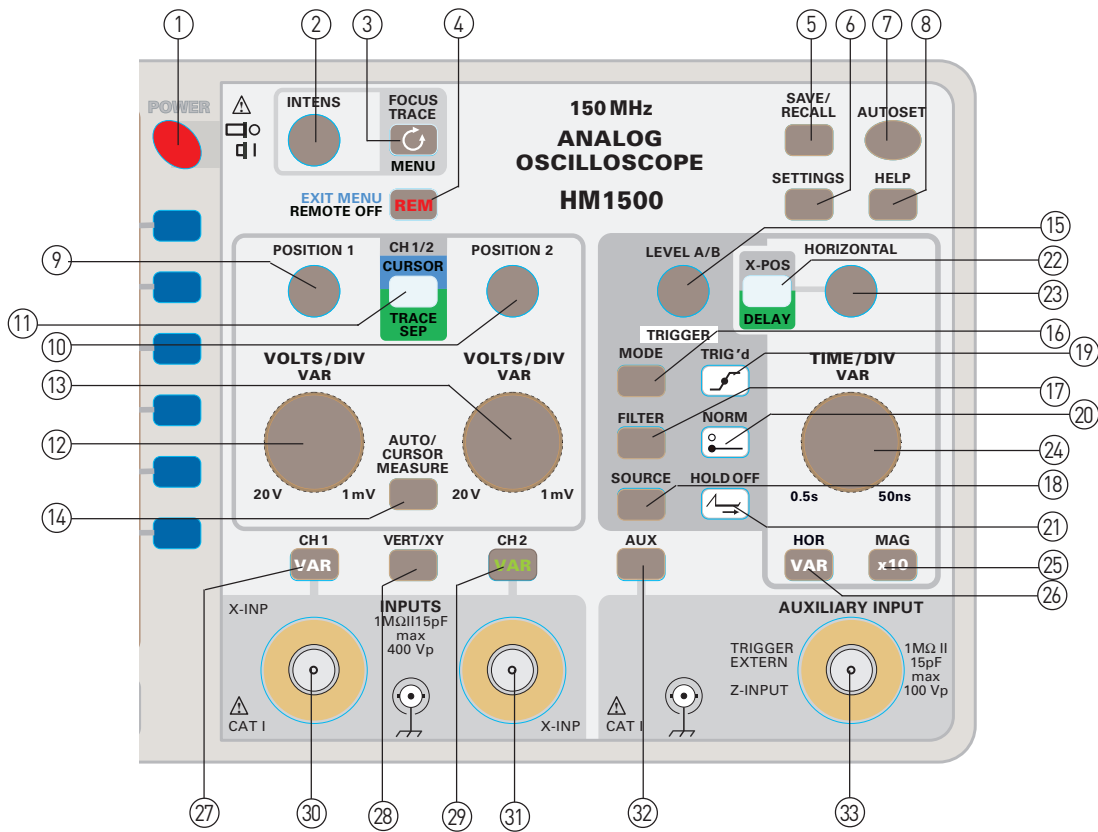 1
2
3
4
5
6
7
8
POWER
INTENS
FOCUS
TRACE
MENU
EXIT MENU
REMOTE OFF
REM
150 MHz
ANALOG
OSCILLOSCOPE
HM1500
SAVE/
RECALL
AUTOSET
SETTINGS
HELP
9
11
10
13
12
14
POSITION 1
CH 1/2
CURSOR
TRACE
SEP
POSITION 2
VOLTS / DIV
VAR
20 V
1 mV
AUTO/
CURSOR
MEASURE
VOLTS / DIV
VAR
20 V
1 mV
LEVEL A/B
X-POS
DELAY
HORIZONTAL
TRIGGER
MODE
TRIG'd
FILTER
NORM
SOURCE
HOLD OFF
TIME / DIV
VAR
0.5s
50ns
15
22
23
16
19
17
20
24
18
21
25
26
CH 1
VAR
VERT/XY
CH 2
VAR
AUX
HOR
VAR
MAG
x10
X-INP
INPUTS
1MΩII15pF
max
400 Vp
CAT I
X-INP
AUXILIARY INPUT
TRIGGER
EXTERN
Z-INPUT
1MΩ II
15pF
max
100 Vp
CAT I
27
30
28
29
31
32
33